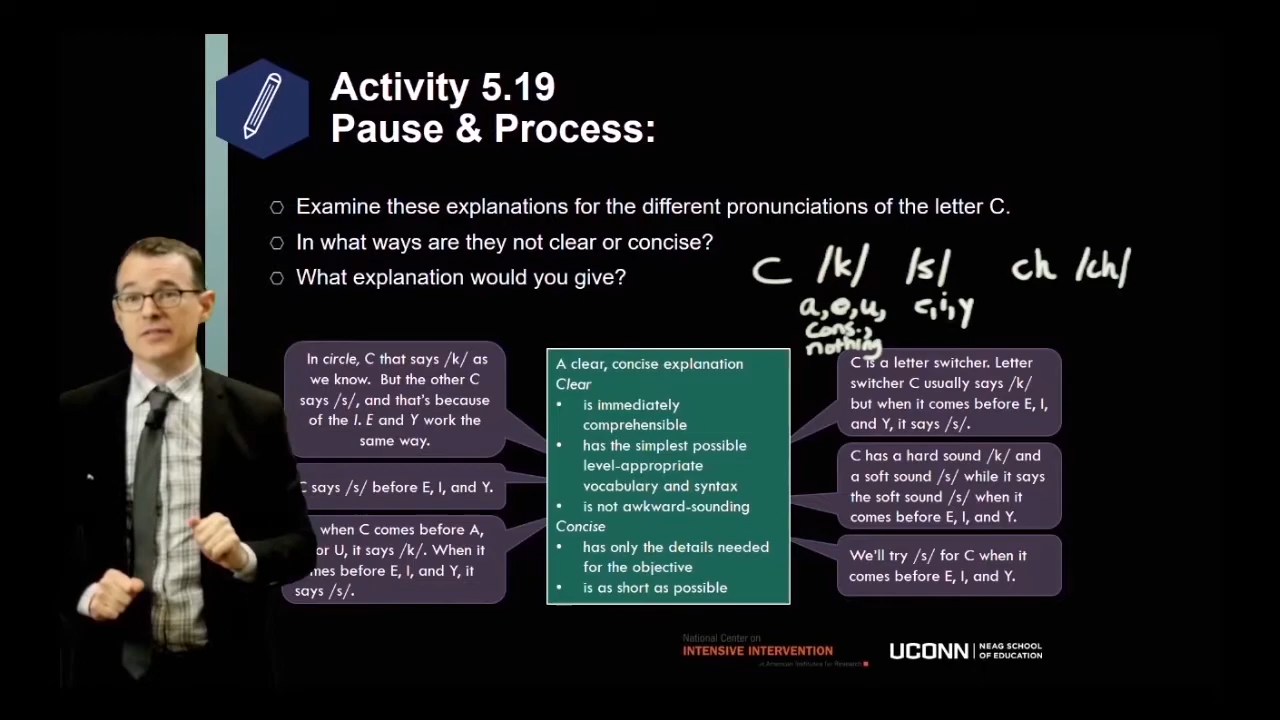 Activity 5.19
Pause & Process:
Examine these explanations for the different pronunciations of the letter C.
In what ways are they not clear or concise?
What explanation would you give?
C /k/ /s/ ch /ch/
a, o, u, e, i, y
cons.,
nothing
In circle, C that says /k/ as
we know. But the other C
says /s/, and that's because
of the I. E and Y work the
same way.
C says /s/ before E, I, and Y.
when C comes before A,
or U, it says /k/. When it
before E, I, and Y, it
says /s/.
A clear, concise explanation
Clear
• is immediately
comprehensible
• has the simplest possible
level-appropriate
vocabulary and syntax
• is not awkward-sounding
Concise
• has only the details needed
for the objective
• is as short as possible
C is a letter switcher. Letter
switcher C usually says /k/
but when it comes before E, I,
and Y, it says /s/.
C has a hard sound /k/ and
a soft sound /s/ while it says
the soft sound /s/ when it
comes before E, I, and Y.
We'll try /s/ for C when it
comes before E, I, and Y.
National Center on
INTENSIVE INTERVENTION
at American Institutes for Research
UCONN | NEAG SCHOOL
OF EDUCATION